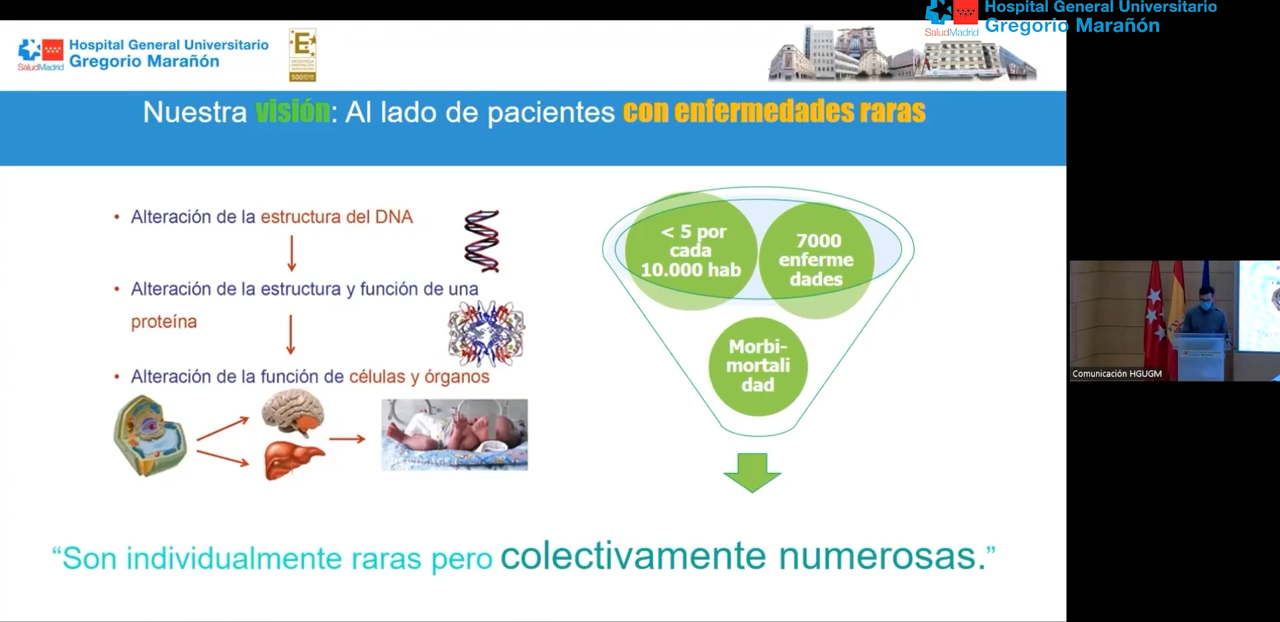 Hospital General Universitario
Gregorio Marañón
SaludMadrid
Hospital General Universitario
Gregorio Marañón
SaludMadrid
E
500
Nuestra visión: Al lado de pacientes con enfermedades raras
• Alteración de la estructura del DNA
• Alteración de la estructura y función de una
proteína
• Alteración de la función de células y órganos
< 5 por
cada
10.000 hab
7000
enferme
dades
Morbi-
mortali
dad
Comunicación HGUGM
“Son individualmente raras pero colectivamente numerosas.”